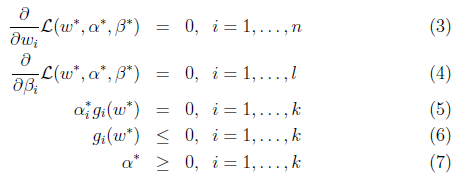 ∂/∂w_i ℒ(w*, α*, β*) = 0, i = 1, . . . , n (3)
∂/∂β_i ℒ(w*, α*, β*) = 0, i = 1, . . . , l (4)
α*_i g_i(w*) = 0, i = 1, . . . , k (5)
g_i(w*) ≤ 0, i = 1, . . . , k (6)
α* ≥ 0, i = 1, . . . , k (7)